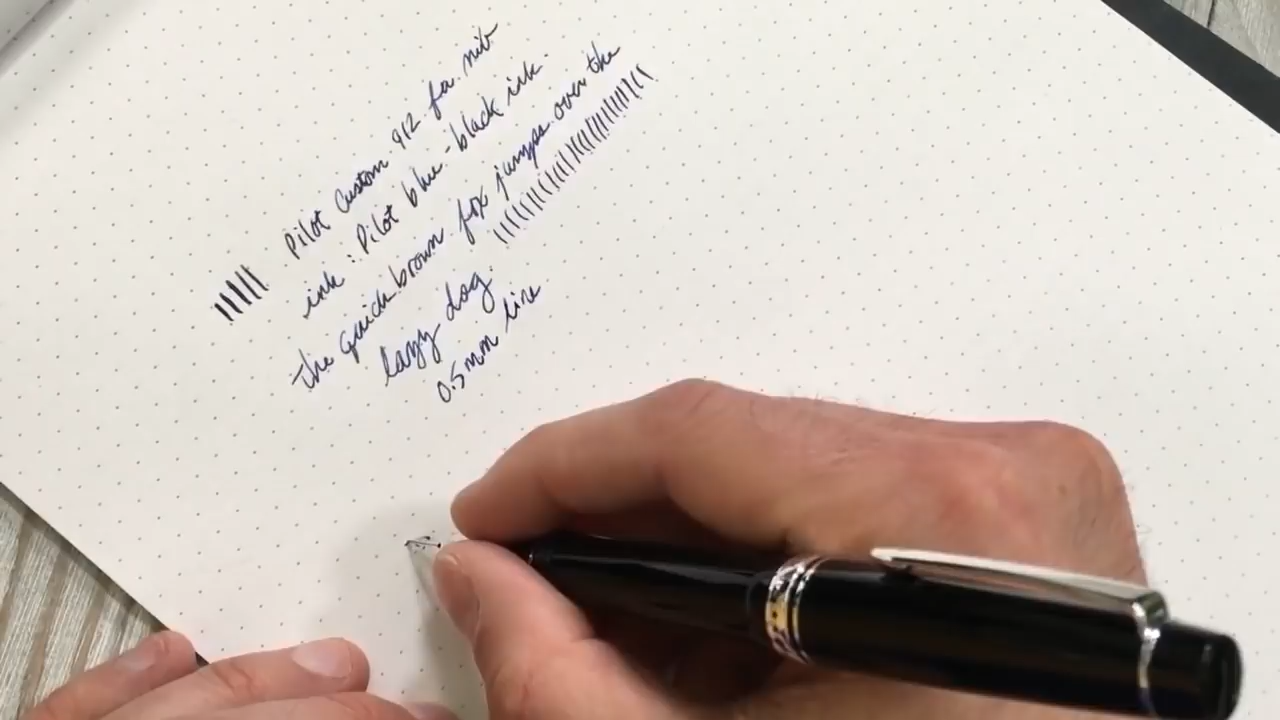 Pilot Custom 912 fa. nib
ink : Pilot blue-black ink.
the quick brown fox jumps over the
lazy dog.
0.5mm line